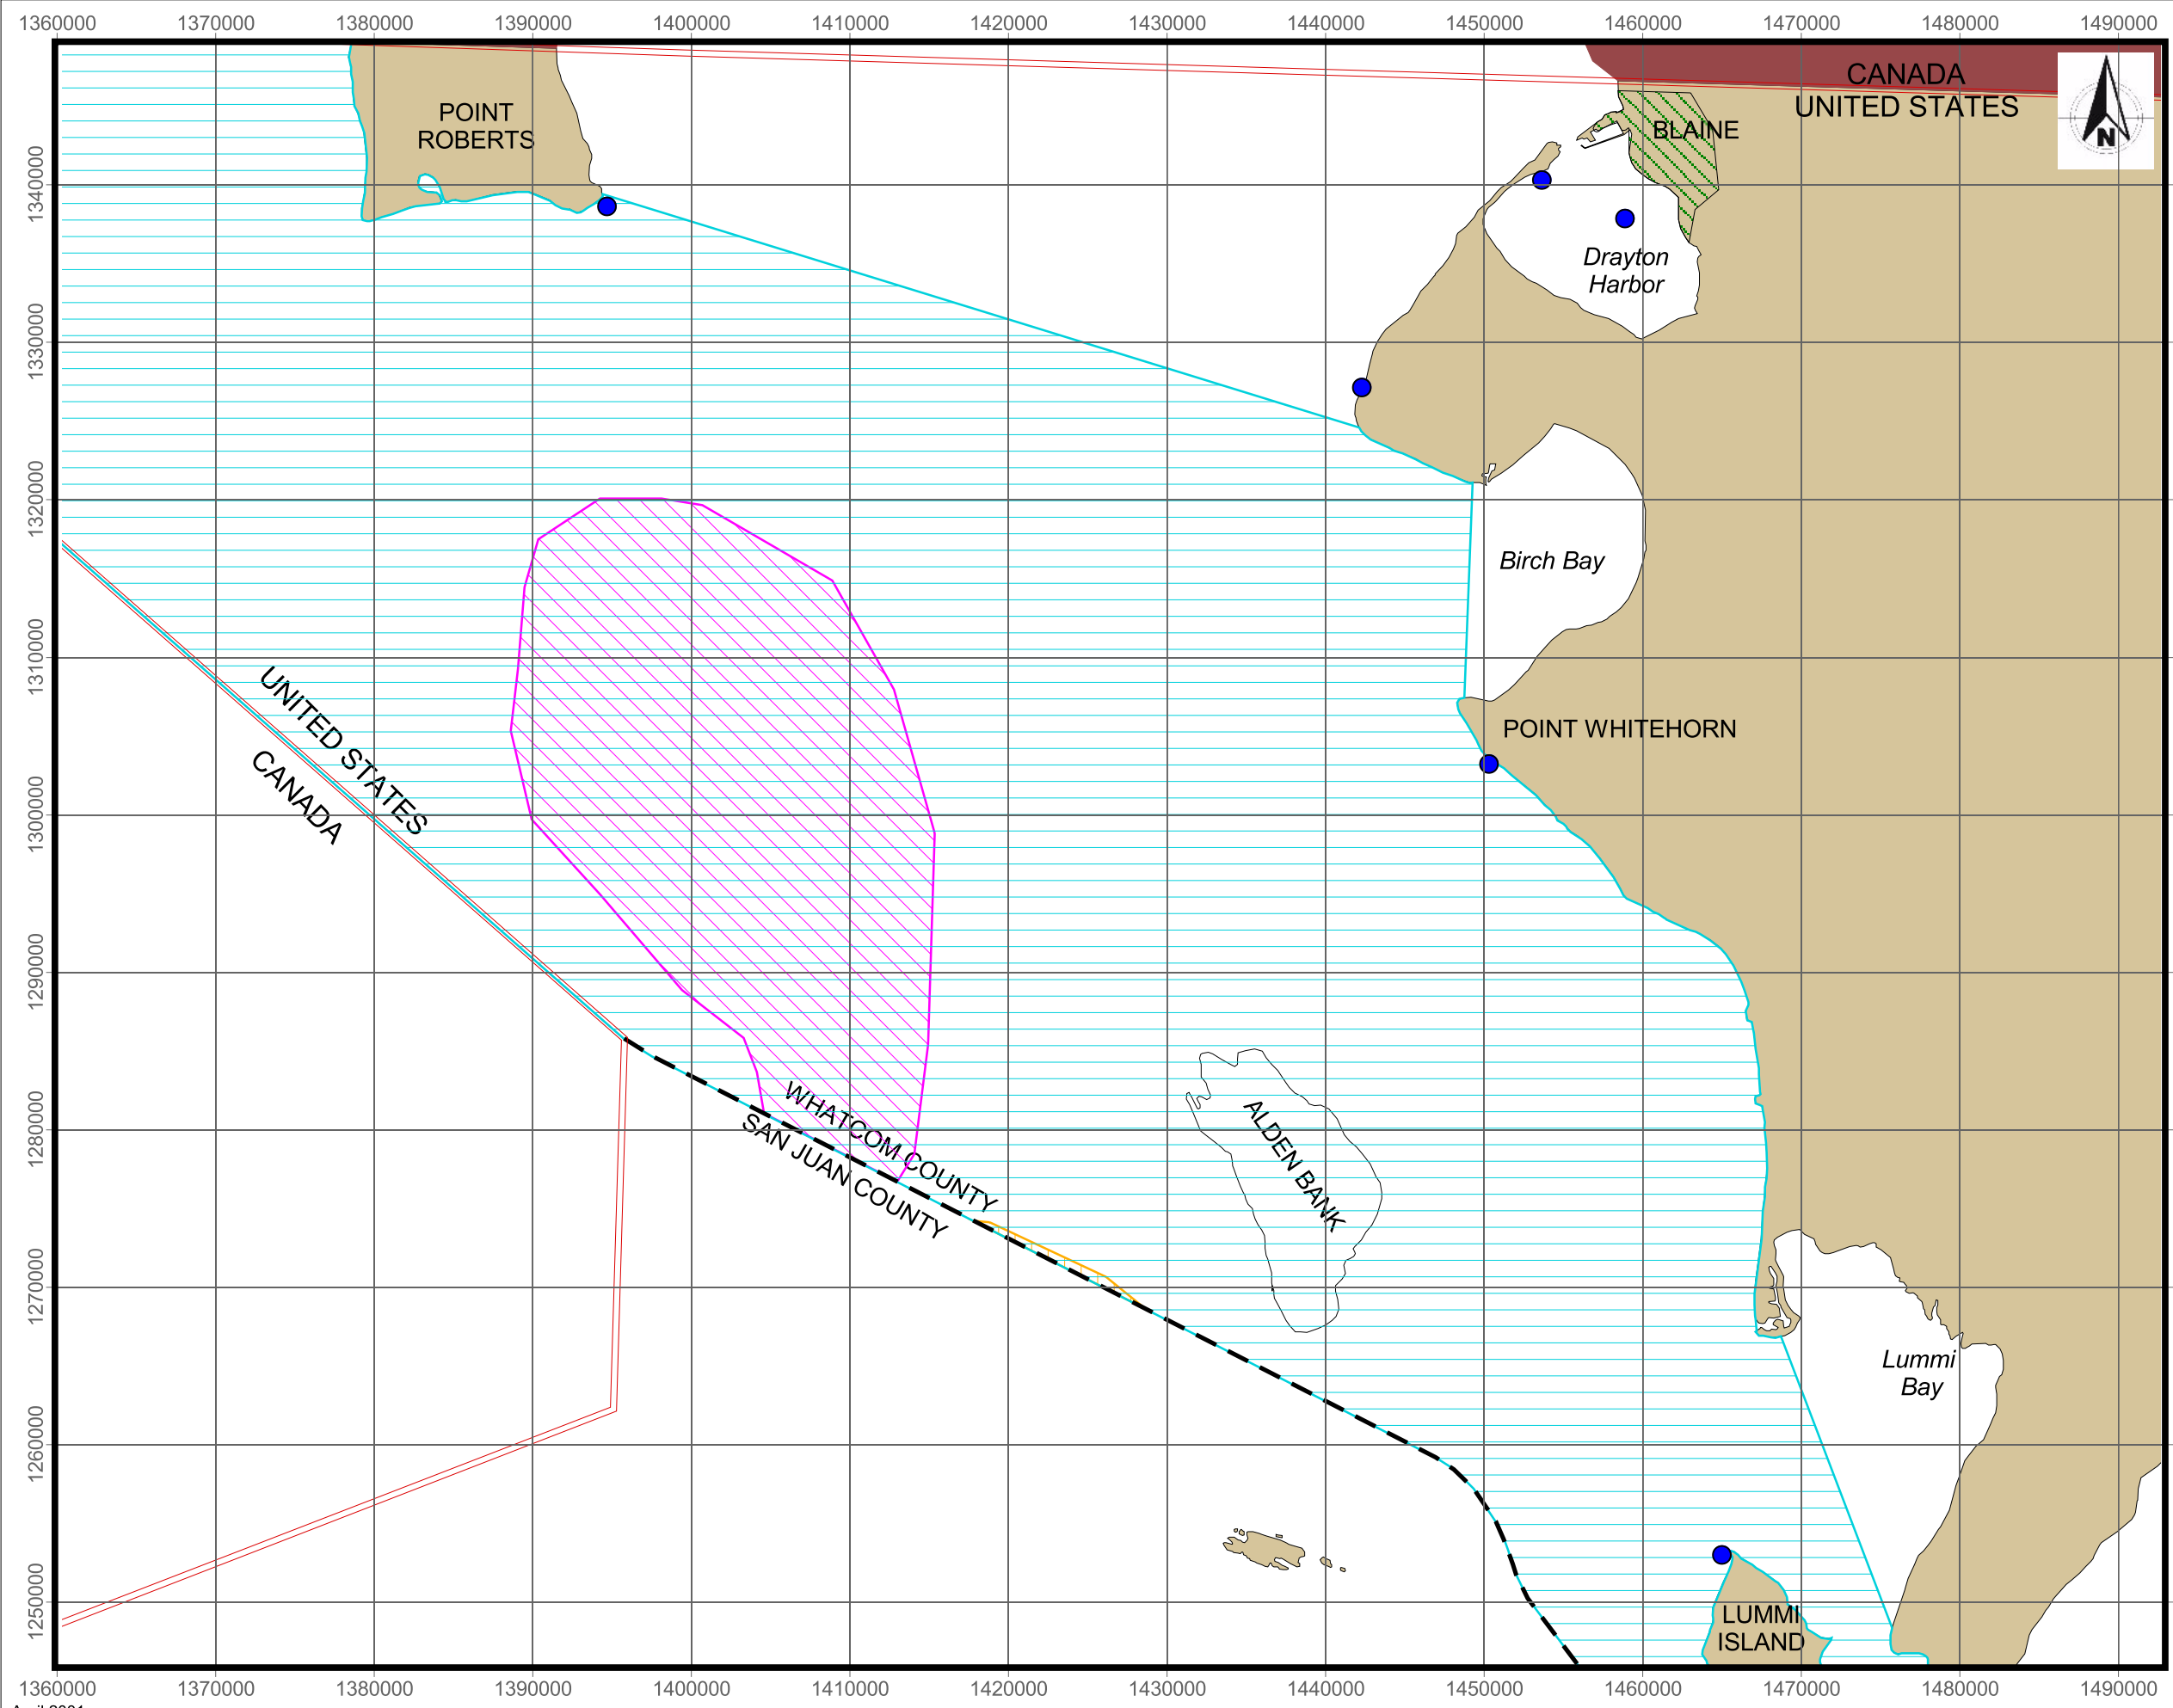 1360000 1370000 1380000 1390000 1400000 1410000 1420000 1430000 1440000 1450000 1460000 1470000 1480000 1490000
CANADA
UNITED STATES
N
POINT
ROBERTS
BLAINE
1340000
Drayton
Harbor
1330000
1320000
Birch Bay
1310000
UNITED STATES
CANADA
POINT WHITEHORN
1300000
1290000
1280000
WHATCOM COUNTY
SAN JUAN COUNTY
ALDEN BANK
1270000
Lummi
Bay
1260000
1250000
LUMMI
ISLAND
1360000 1370000 1380000 1390000 1400000 1410000 1420000 1430000 1440000 1450000 1460000 1470000 1480000 1490000